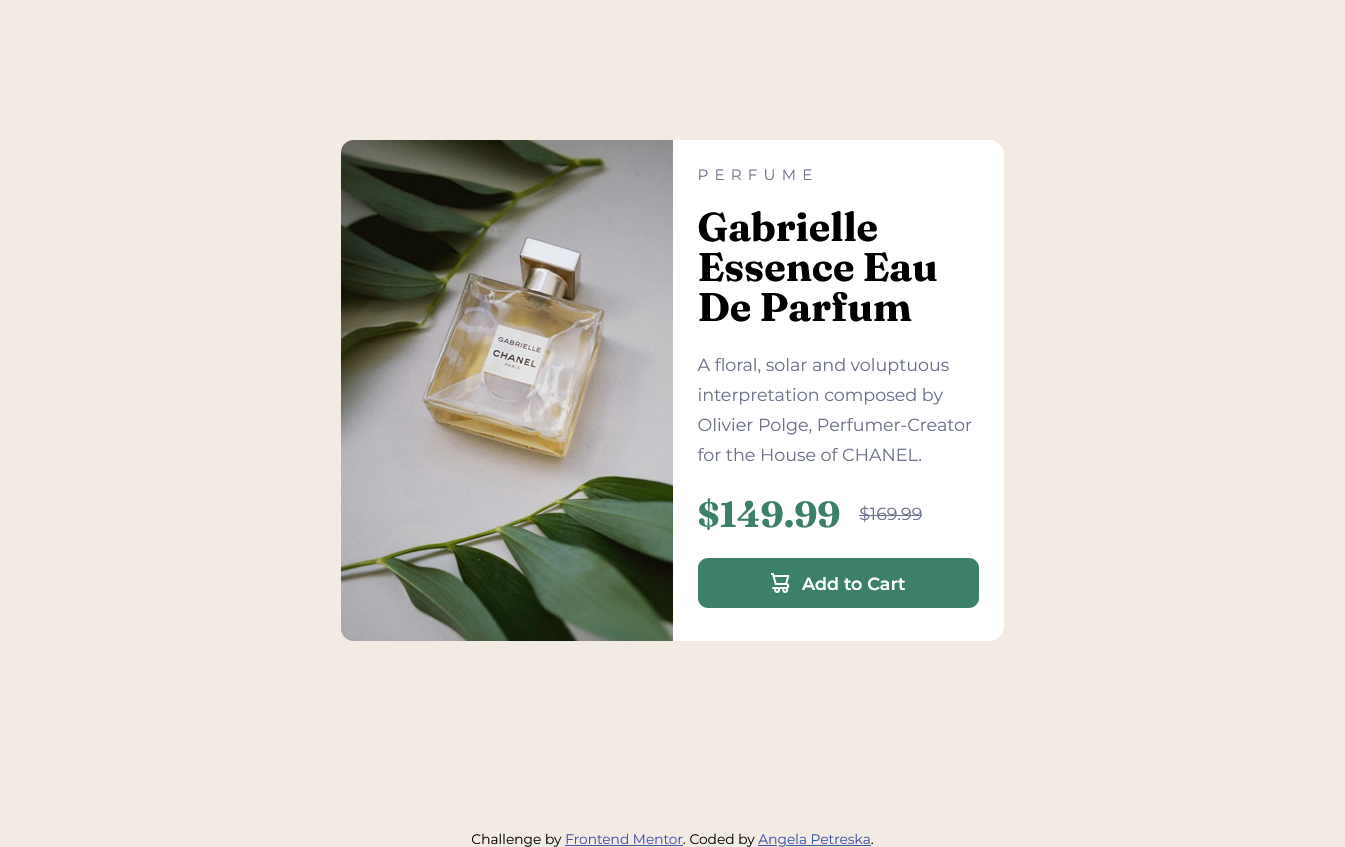 PERFUME
Gabrielle
Essence Eau
De Parfum
GABRIELLE
CHANEL
PARIS
A floral, solar and voluptuous
interpretation composed by
Olivier Polge, Perfumer-Creator
for the House of CHANEL.
$149.99 $169.99
Add to Cart
Challenge by Frontend Mentor. Coded by Angela Petreska.